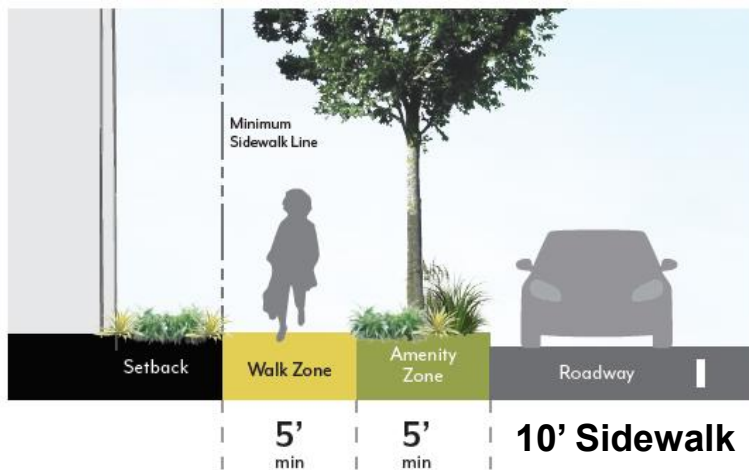 Minimum
Sidewalk Line
Setback
Walk Zone
Amenity
Zone
Roadway
5’
min
5’
min
10’ Sidewalk